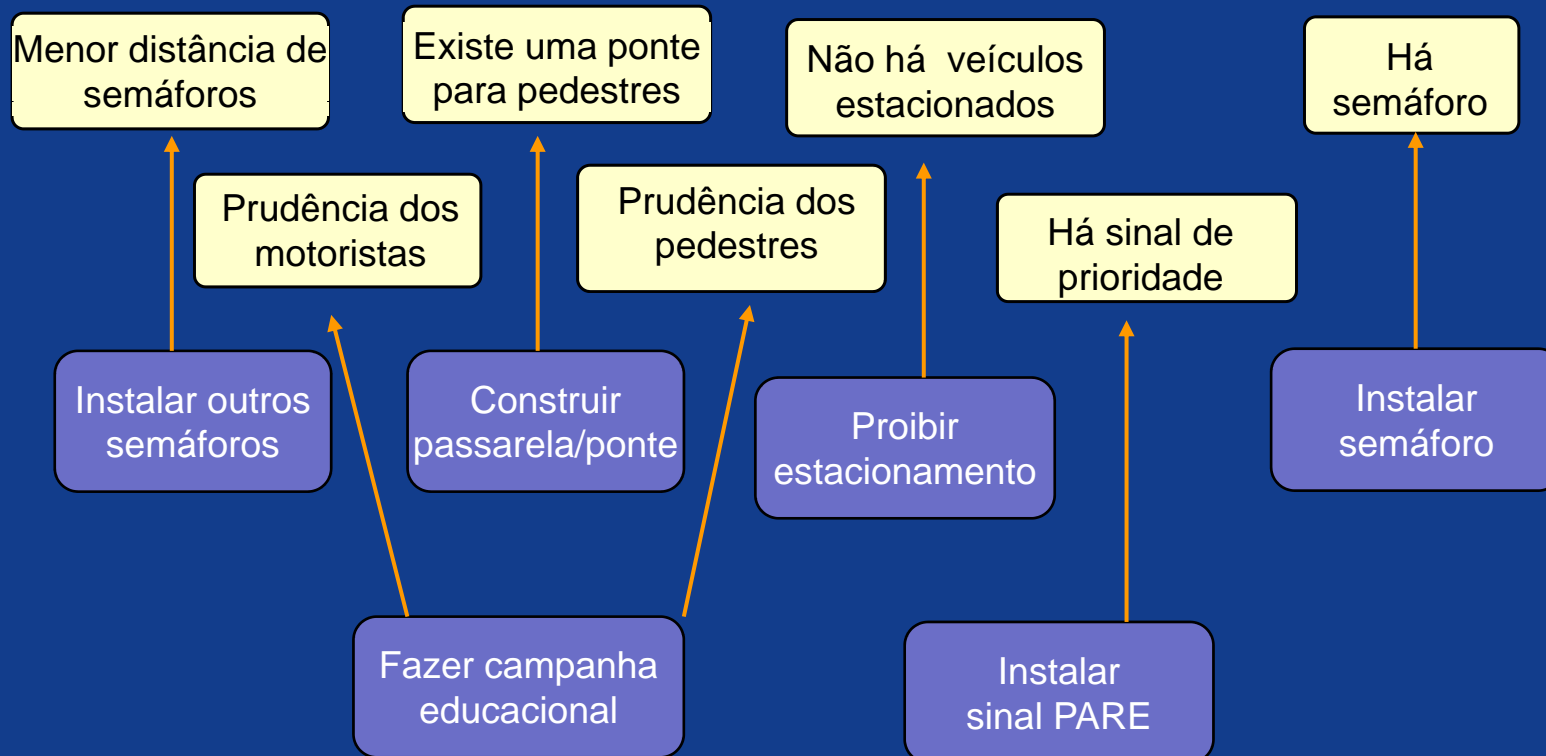 Menor distância de
semáforos
Existe uma ponte
para pedestres
Não há veículos
estacionados
Há
semáforo
Prudência dos
motoristas
Prudência dos
pedestres
Há sinal de
prioridade
Instalar outros
semáforos
Construir
passarela/ponte
Proibir
estacionamento
Instalar
semáforo
Fazer campanha
educacional
Instalar
sinal PARE